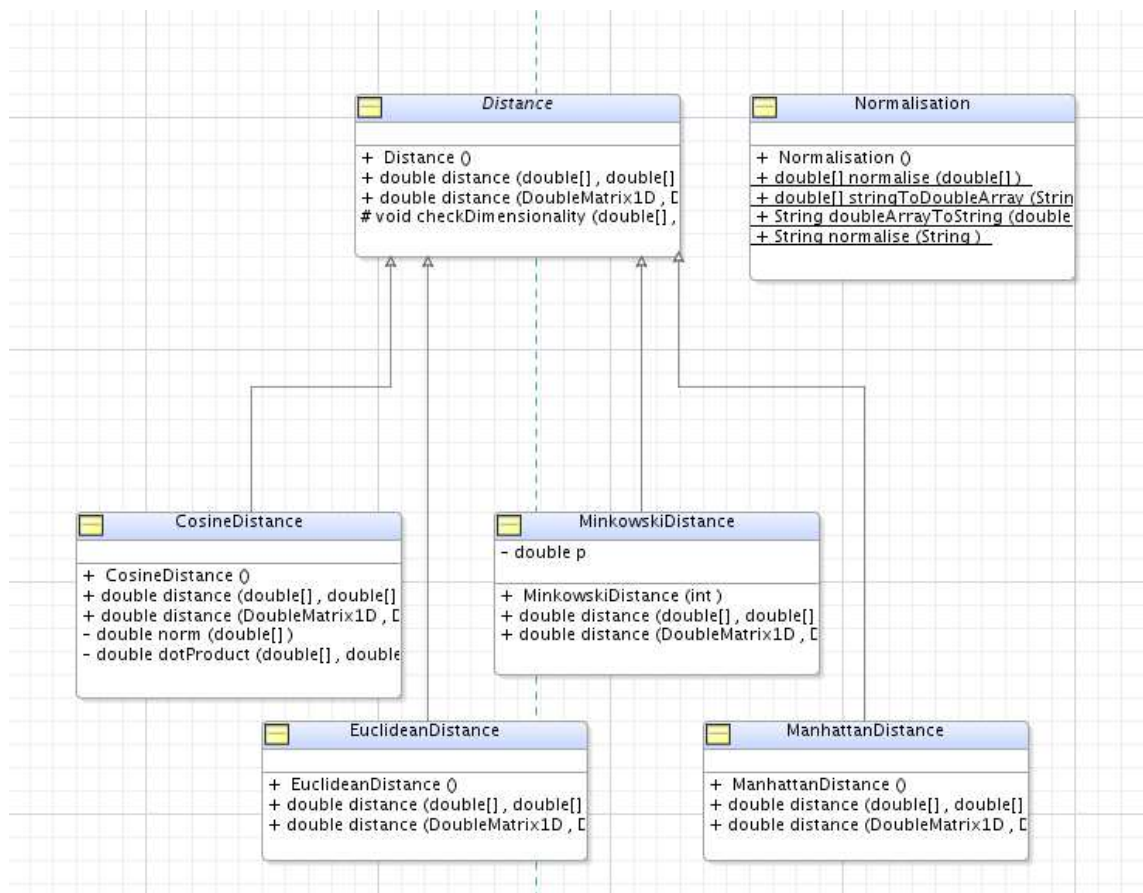 Distance
+ Distance ()
+ double distance (double[] , double[]
+ double distance (DoubleMatrix1D , D
# void checkDimensionality (double[] ,
Normalisation
+ Normalisation ()
+ double[] normalise (double[] )
+ double[] stringToDoubleArray (Strin
+ String doubleArrayToString (double
+ String normalise (String )
CosineDistance
+ CosineDistance ()
+ double distance (double[] , double[]
+ double distance (DoubleMatrix1D , D
- double norm (double[] )
- double dotProduct (double[] , double
MinkowskiDistance
- double p
+ MinkowskiDistance (int )
+ double distance (double[] , double[]
+ double distance (DoubleMatrix1D , D
EuclideanDistance
+ EuclideanDistance ()
+ double distance (double[] , double[]
+ double distance (DoubleMatrix1D , D
ManhattanDistance
+ ManhattanDistance ()
+ double distance (double[] , double[]
+ double distance (DoubleMatrix1D , D